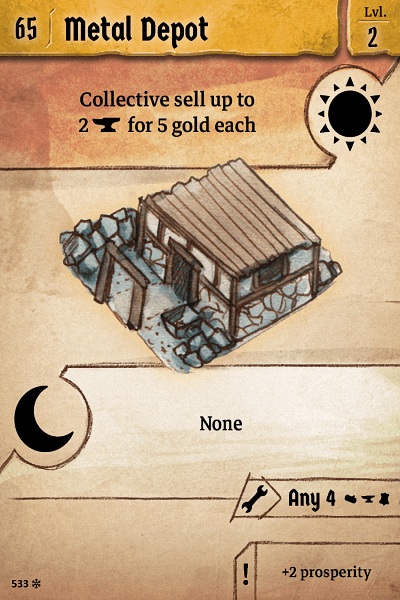 65 Metal Depot
Lvl.
2
Collective sell up to
2 for 5 gold each
None
Any 4
! +2 prosperity
533